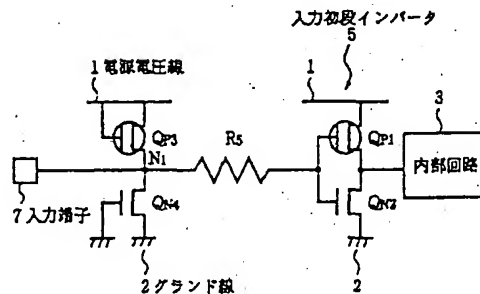 入力初段インバータ
5
1 電源電圧線
1
3
QP3
QP1
N1
R5
内部回路
7 入力端子
QN4
QN2
2 グランド線
2